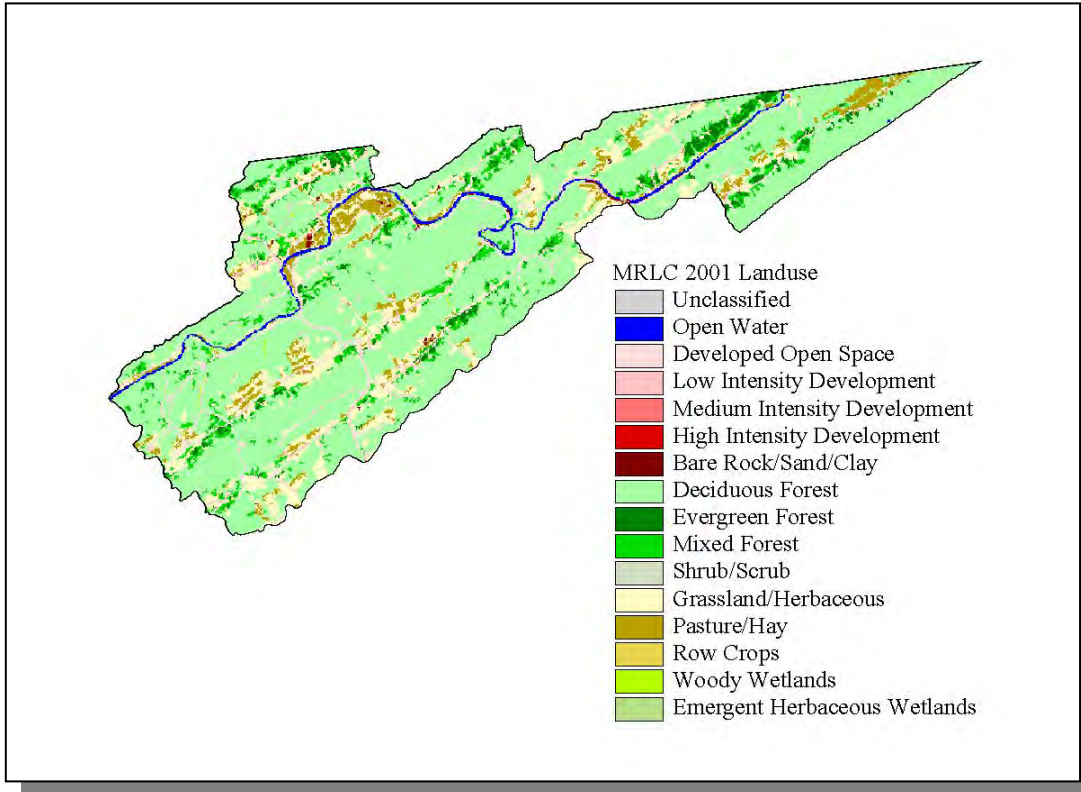 MRLC 2001 Landuse
Unclassified
Open Water
Developed Open Space
Low Intensity Development
Medium Intensity Development
High Intensity Development
Bare Rock/Sand/Clay
Deciduous Forest
Evergreen Forest
Mixed Forest
Shrub/Scrub
Grassland/Herbaceous
Pasture/Hay
Row Crops
Woody Wetlands
Emergent Herbaceous Wetlands